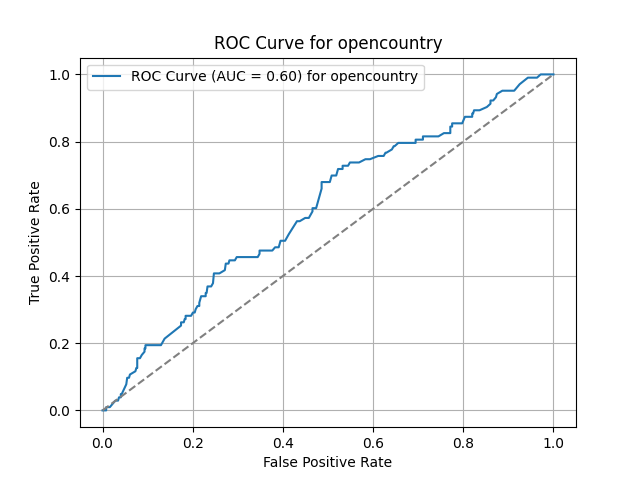 ROC Curve for opencountry
ROC Curve (AUC = 0.60) for opencountry
True Positive Rate
1.0
0.8
0.6
0.4
0.2
0.0
0.0 0.2 0.4 0.6 0.8 1.0
False Positive Rate